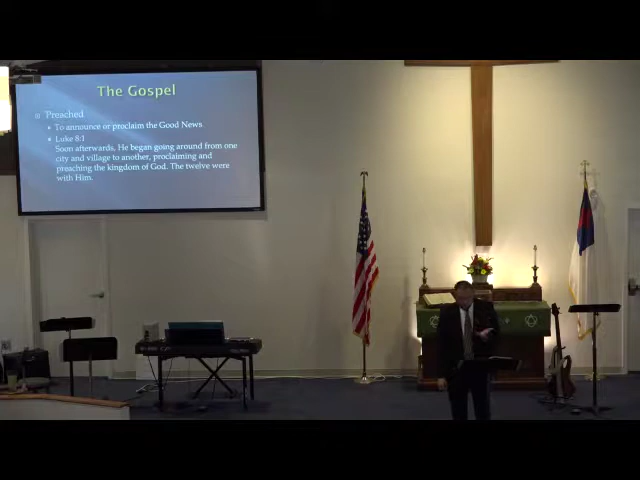 The Gospel
Preached
To announce or proclaim the Good News.
Luke 8:1
Soon afterwards, He began going around from one
city and village to another, proclaiming and
preaching the kingdom of God. The twelve were
with Him.